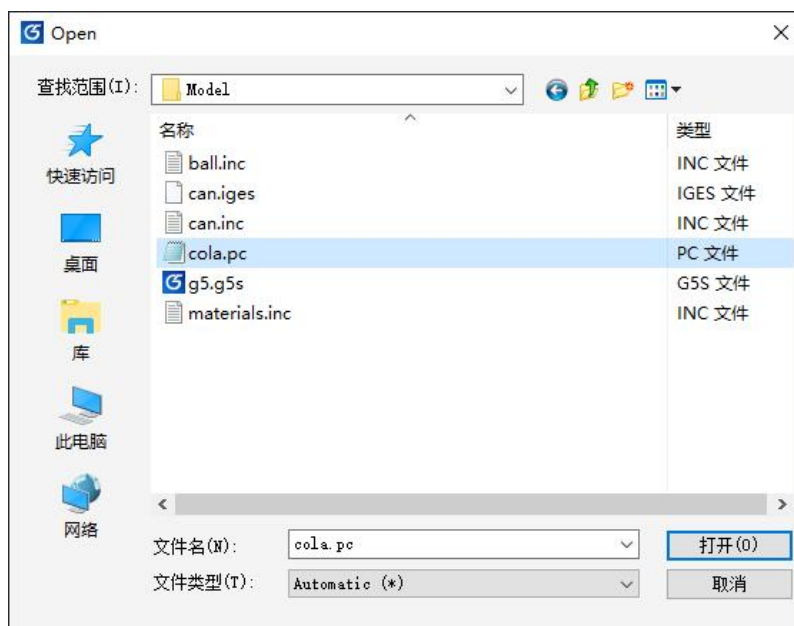 Open
查找范围(I):
Model
名称 类型
ball.inc INC 文件
can.iges IGES 文件
can.inc INC 文件
cola.pc PC 文件
g5.g5s G5S 文件
materials.inc INC 文件
快速访问
桌面
库
此电脑
网络
文件名(N): cola.pc 打开(O)
文件类型(T): Automatic (*) 取消